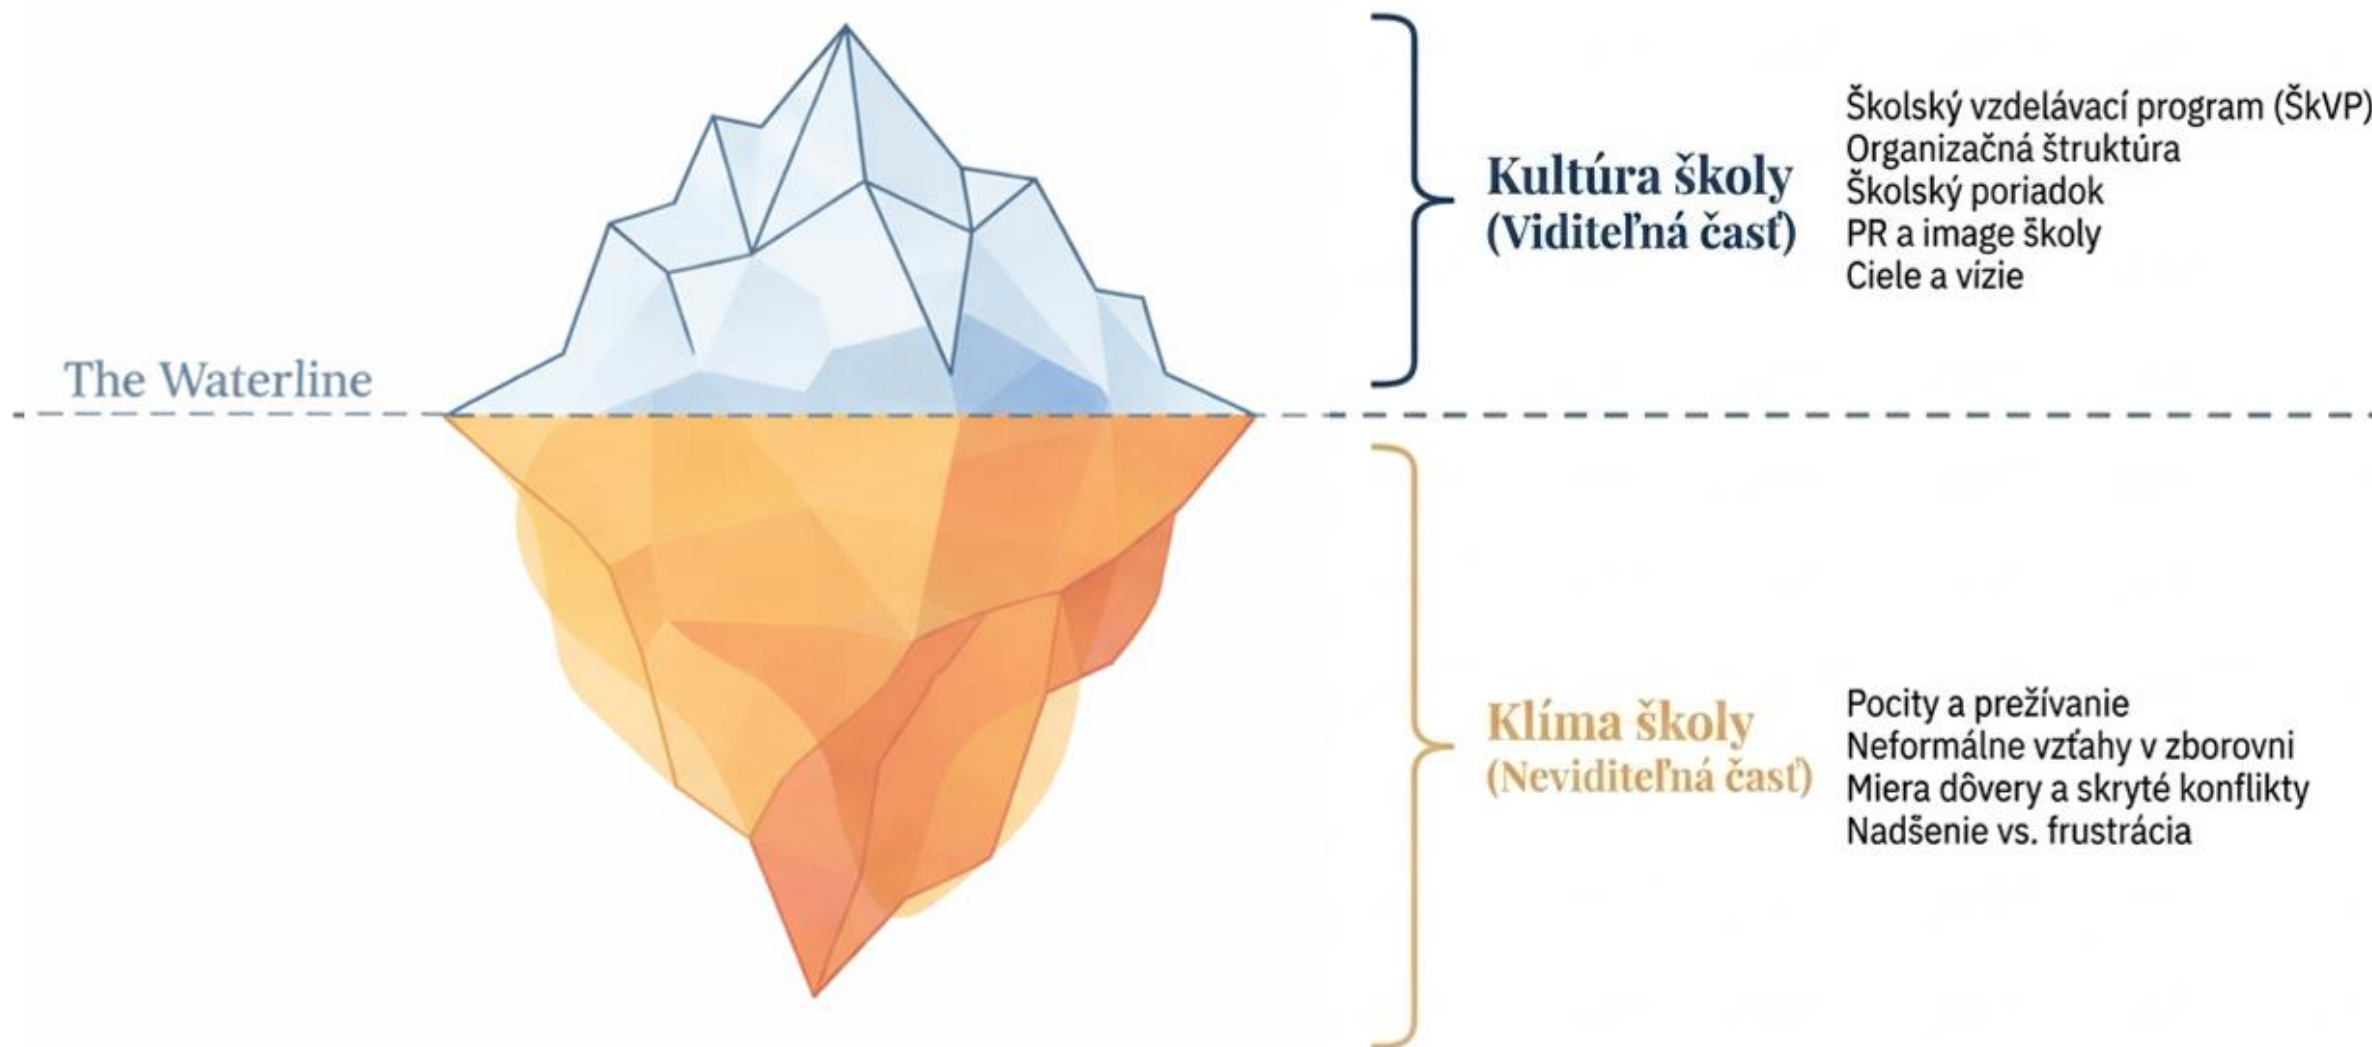 Kultúra školy
(Viditeľná časť)
Školský vzdelávací program (ŠkVP)
Organizačná štruktúra
Školský poriadok
PR a image školy
Ciele a vízie
The Waterline
Klíma školy
(Neviditeľná časť)
Pocity a prežívanie
Neformálne vzťahy v zborovni
Miera dôvery a skryté konflikty
Nadšenie vs. frustrácia